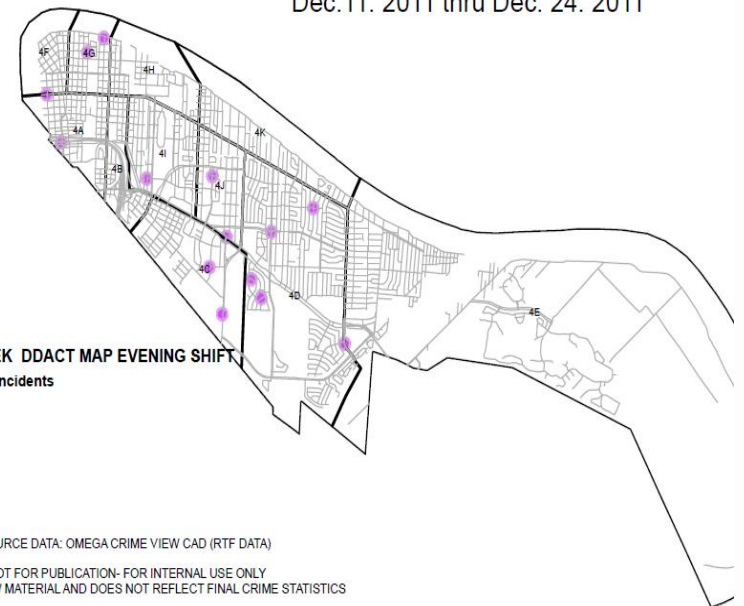 Dec.11. 2011 thru Dec. 24. 2011
4F
4G
4H
4A
4K
4I
4B
4J
4C
4D
4E
EK DDACT MAP EVENING SHIFT
ncidents
URCE DATA: OMEGA CRIME VIEW CAD (RTF DATA)
OT FOR PUBLICATION- FOR INTERNAL USE ONLY
MATERIAL AND DOES NOT REFLECT FINAL CRIME STATISTICS